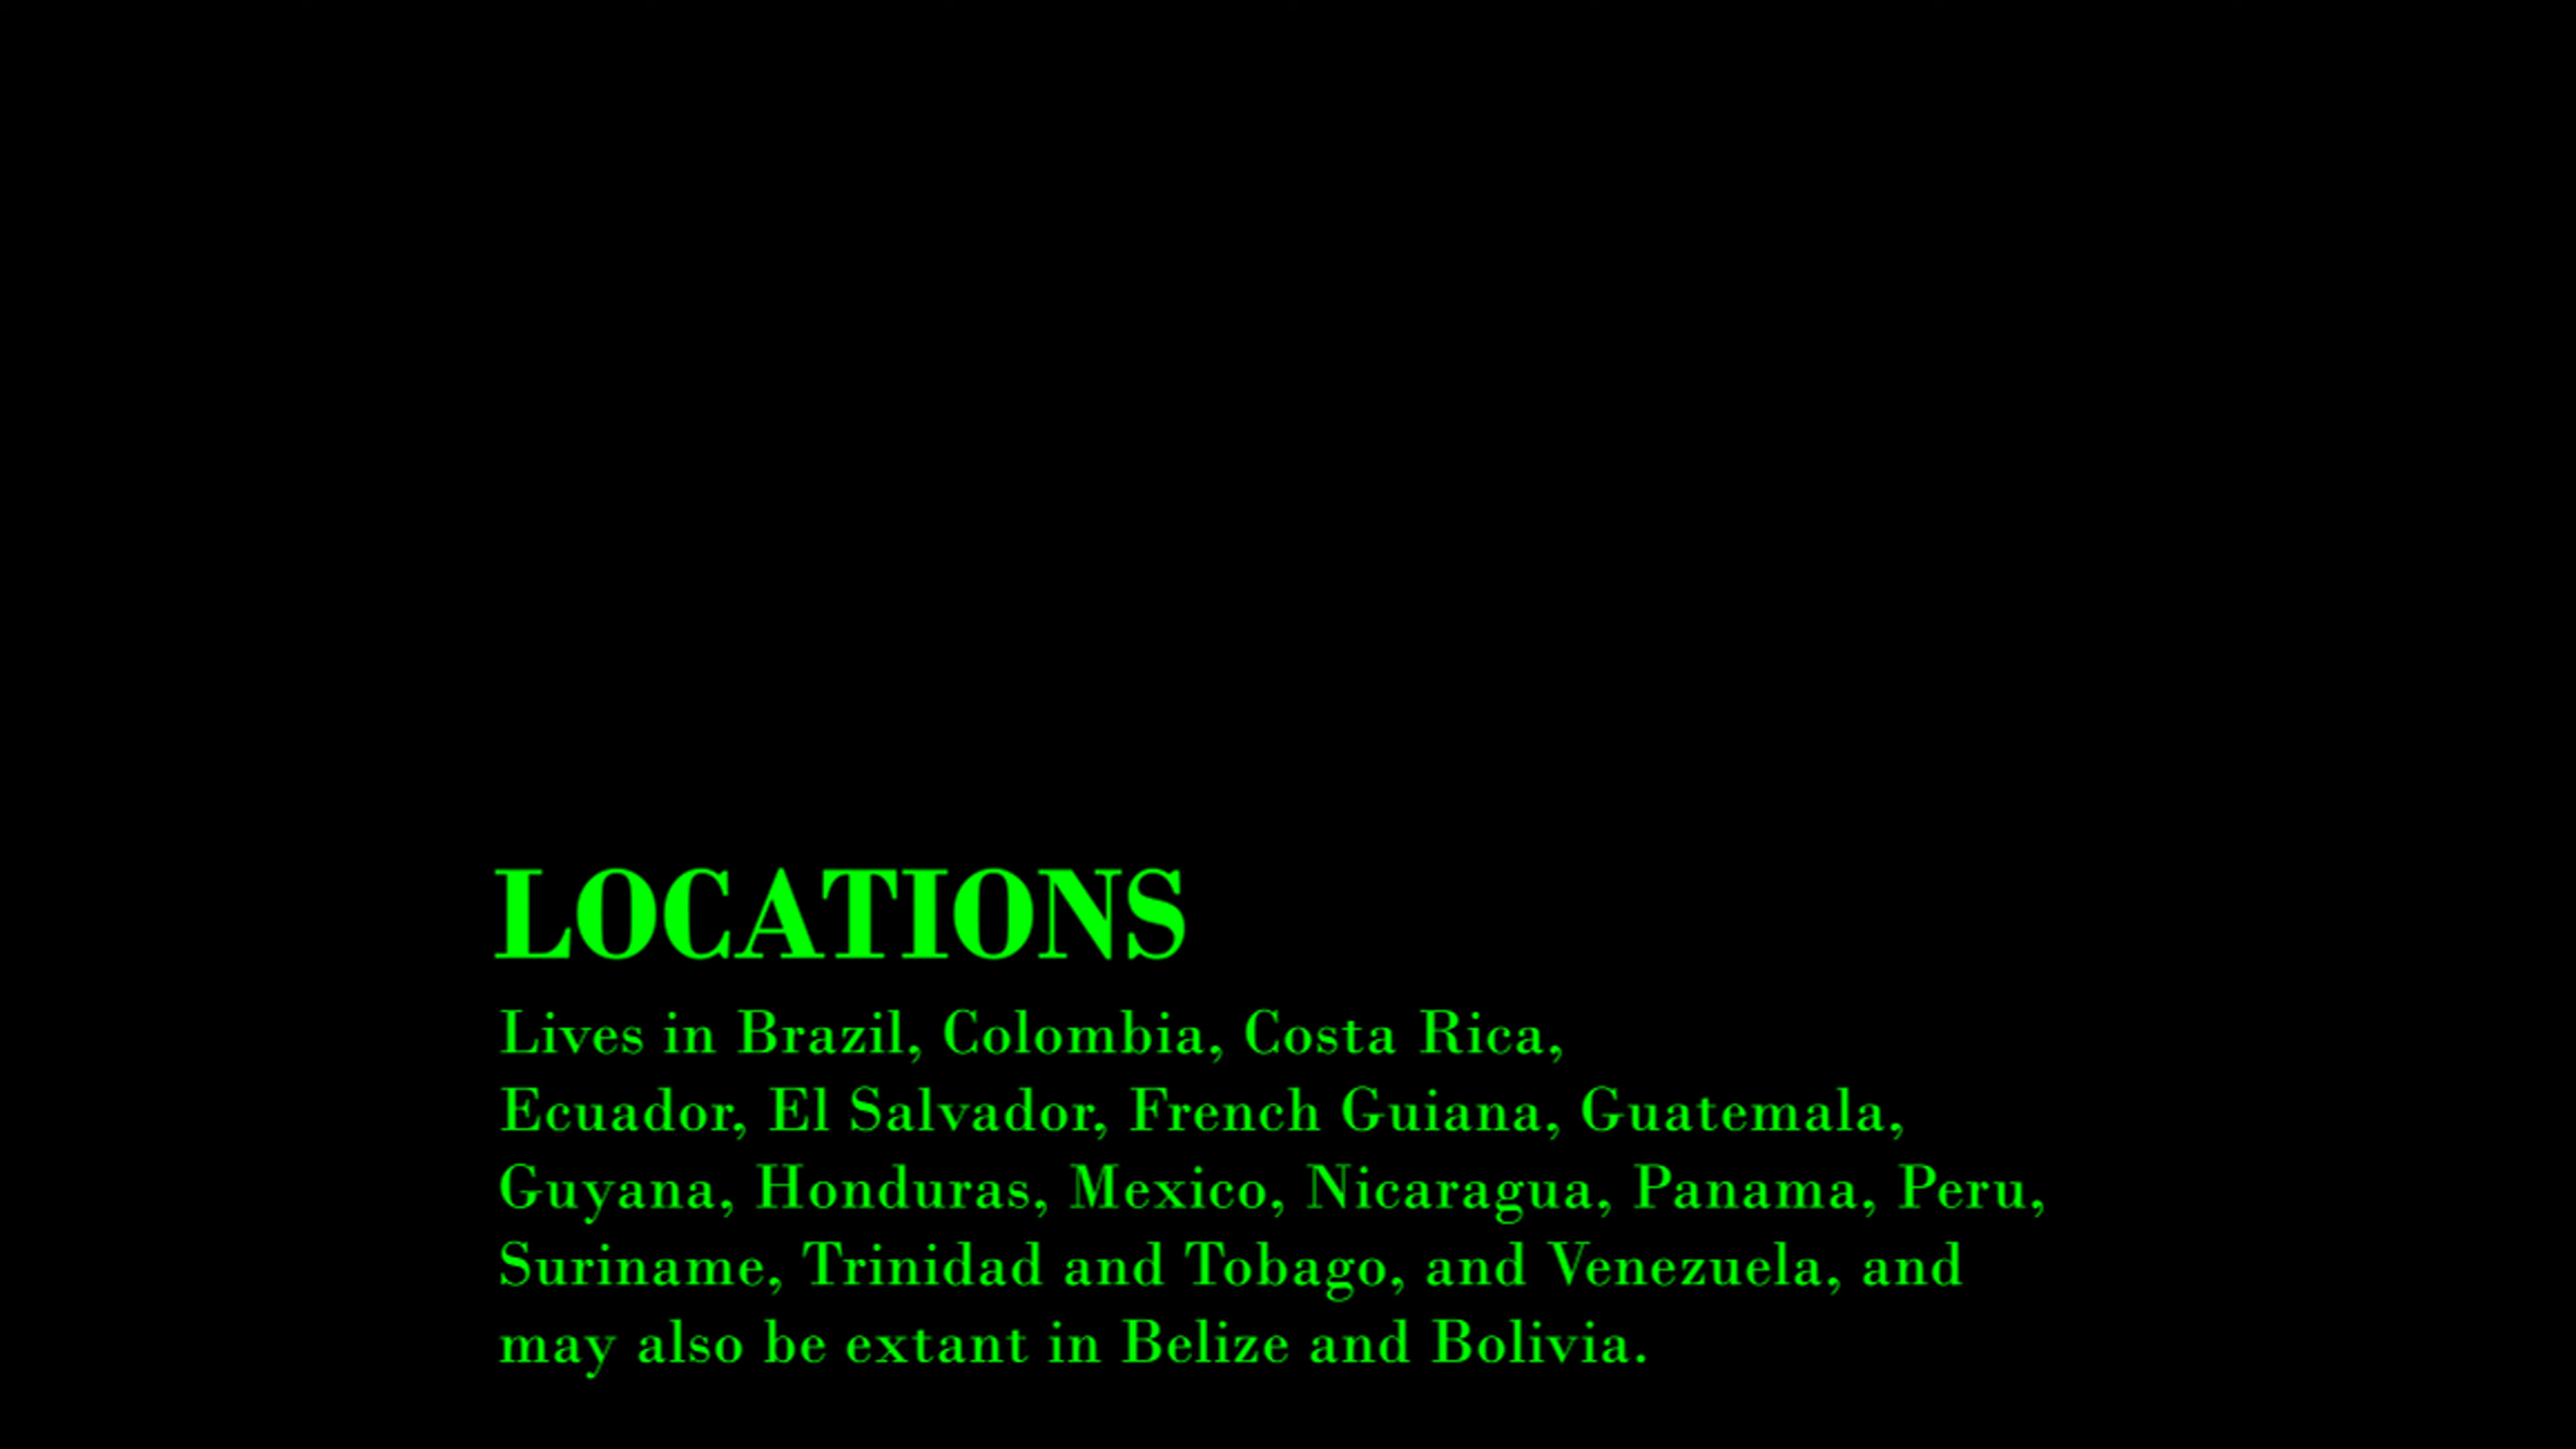 LOCATIONS
Lives in Brazil, Colombia, Costa Rica,
Ecuador, El Salvador, French Guiana, Guatemala,
Guyana, Honduras, Mexico, Nicaragua, Panama, Peru,
Suriname, Trinidad and Tobago, and Venezuela, and
may also be extant in Belize and Bolivia.